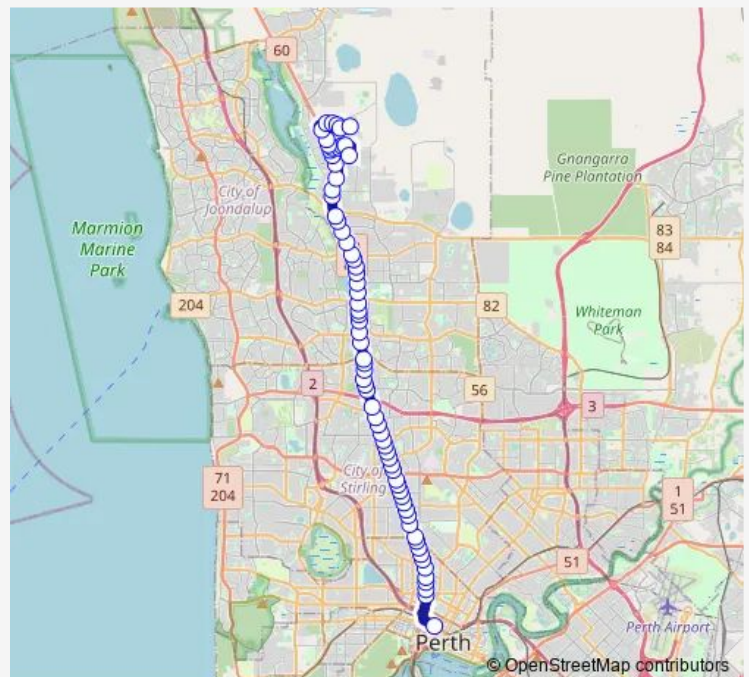 60
Gnangarra
Pine Plantation
City of
Joondalup
Marmion
Marine
Park
83
84
204
82
Whiteman
Park
2
56
3
City of
Stirling
71
204
1
51
51
Perth Airport
Perth
© OpenStreetMap contributors